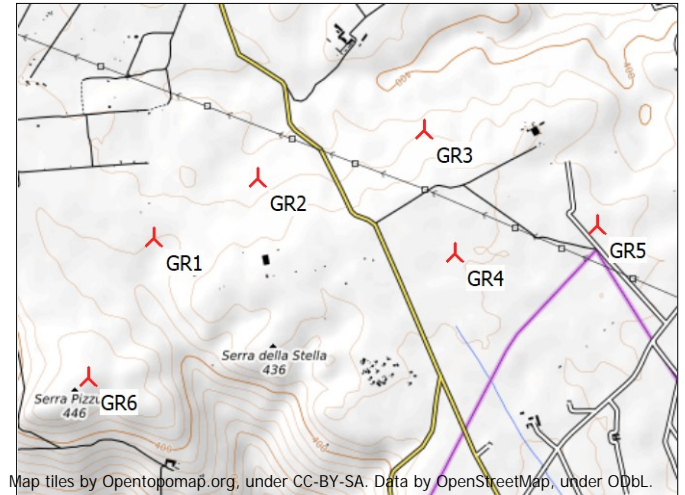 400
400
GR3
GR2
GR1
GR5
GR4
Serra della Stella
436
Serra Pizzu
446
GR6
400
400
Map tiles by Opentopomap.org, under CC-BY-SA. Data by OpenStreetMap, under ODbL.